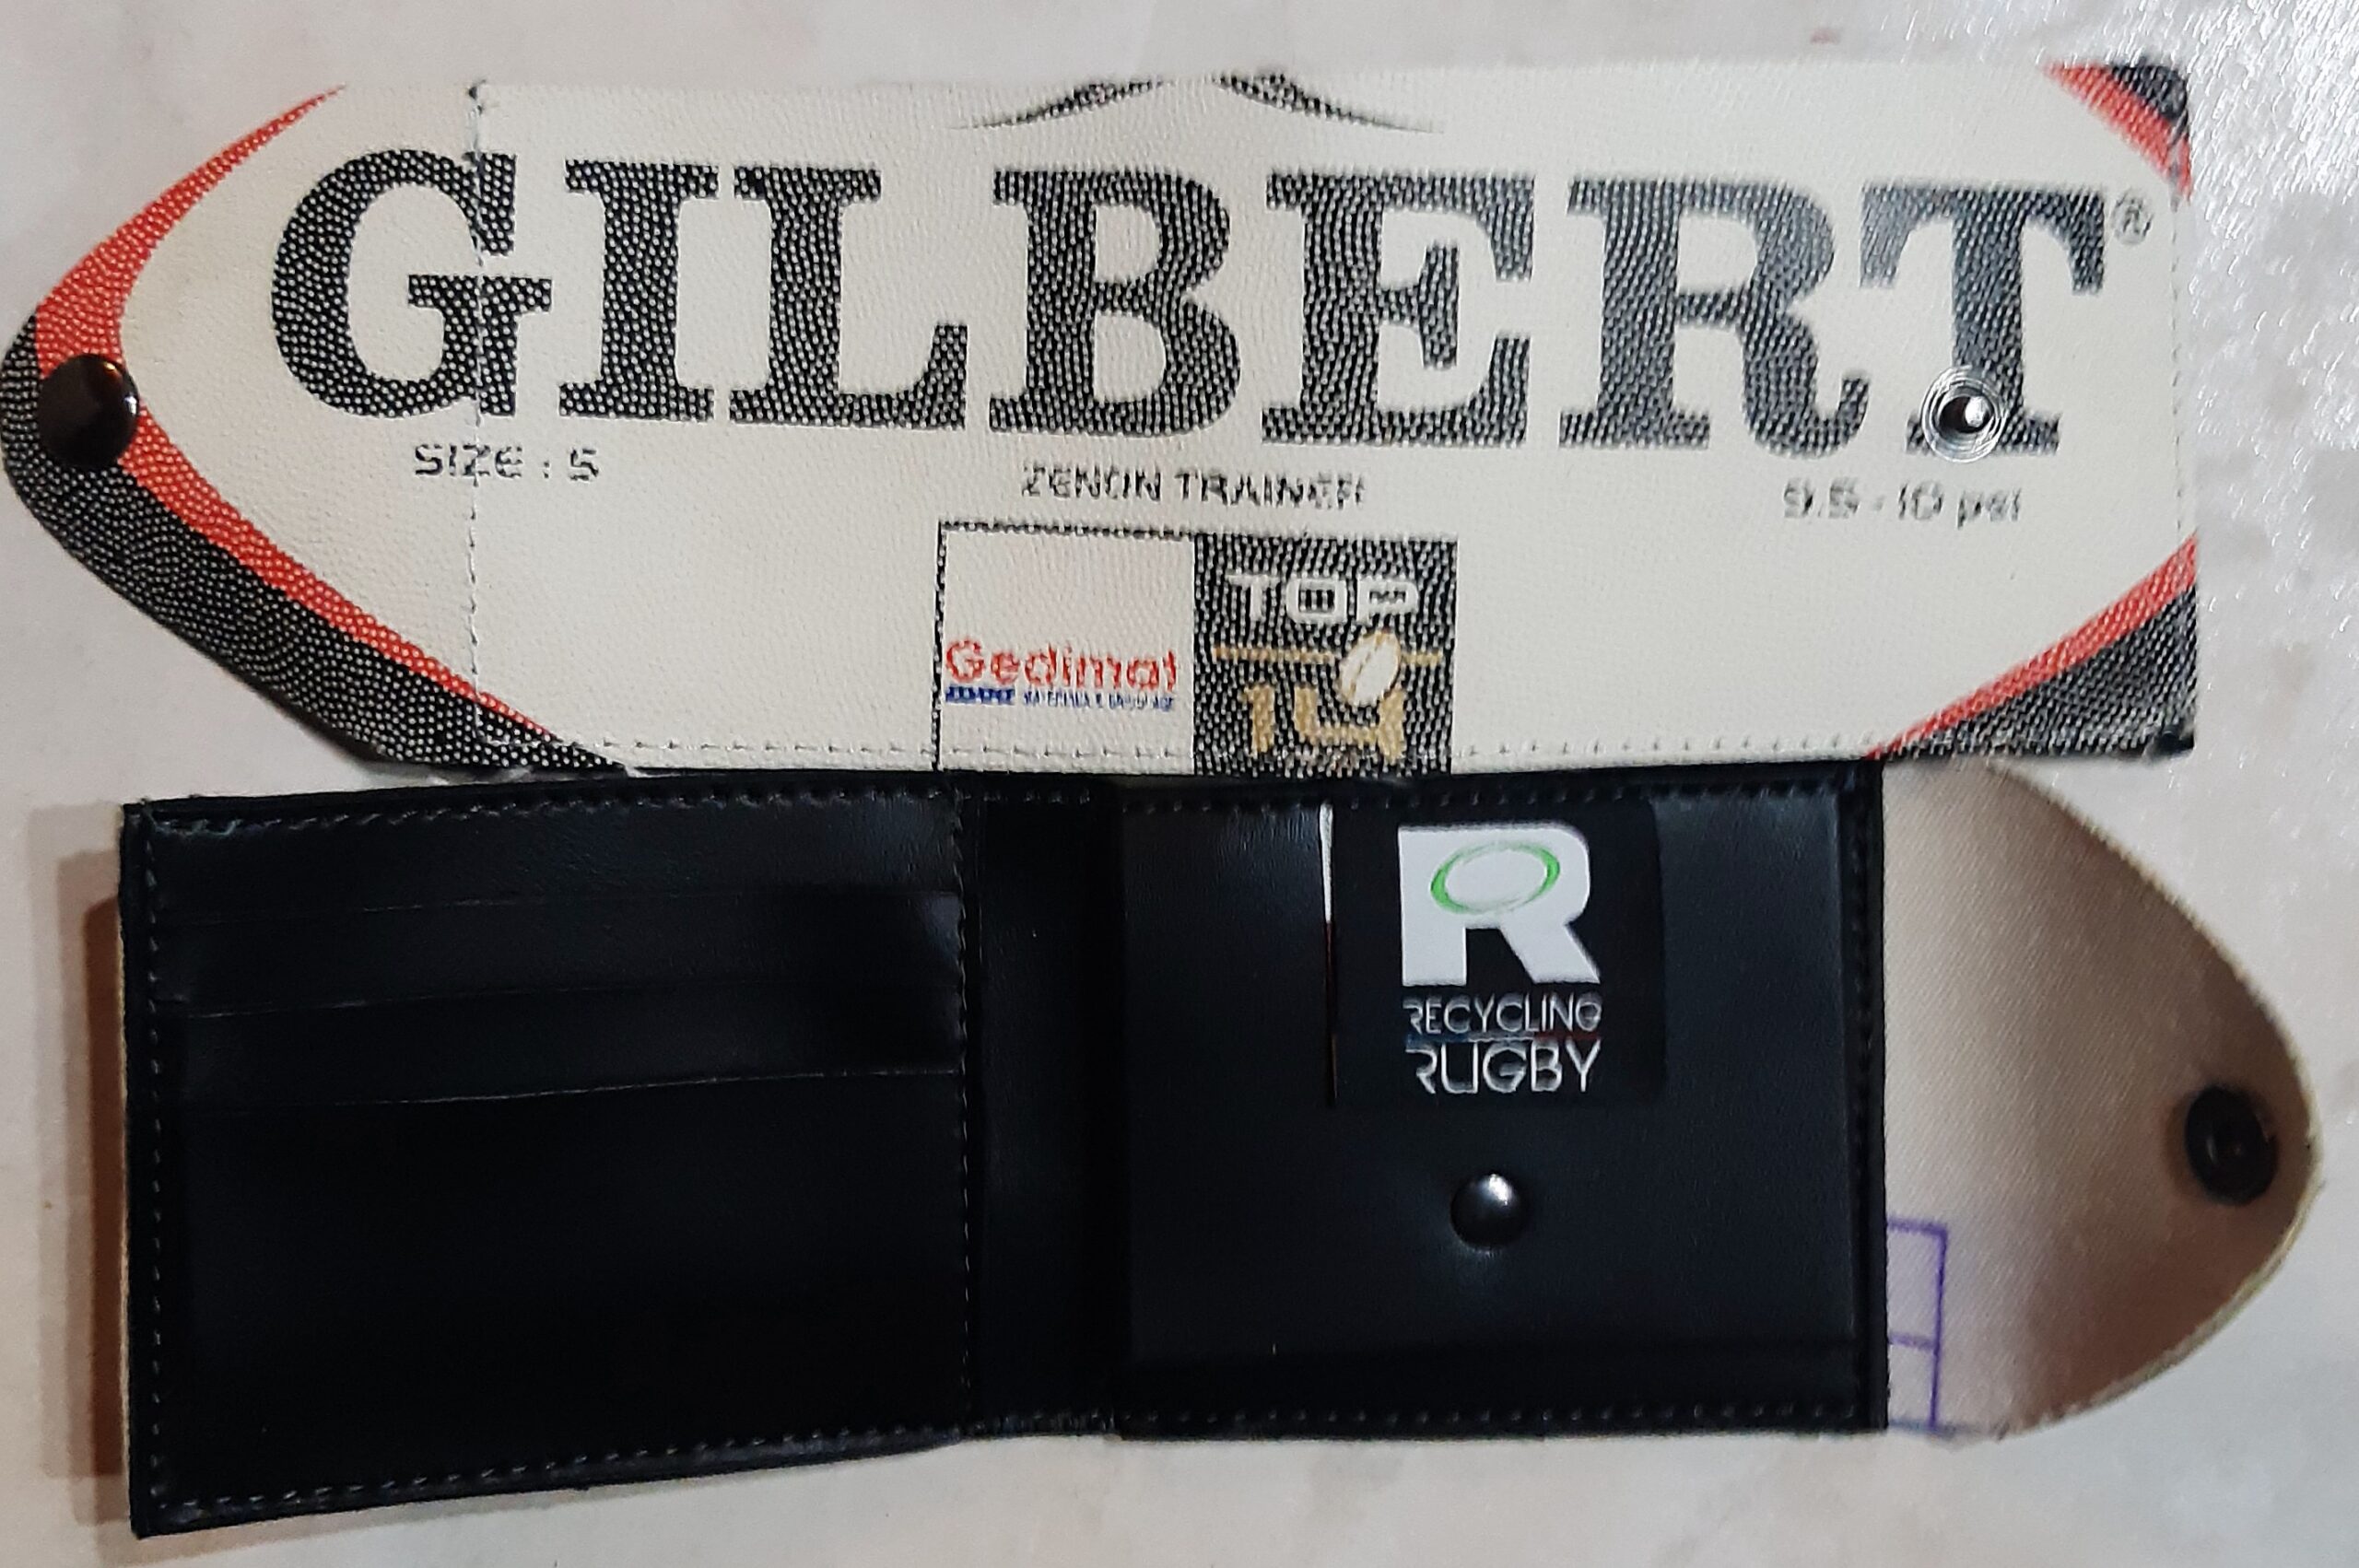 GILBERT®
SIZE : 5
ZENON TRAINER
9.5 - 10 psi
Gedimat
TOP
14
R
RECYCLING
RUGBY